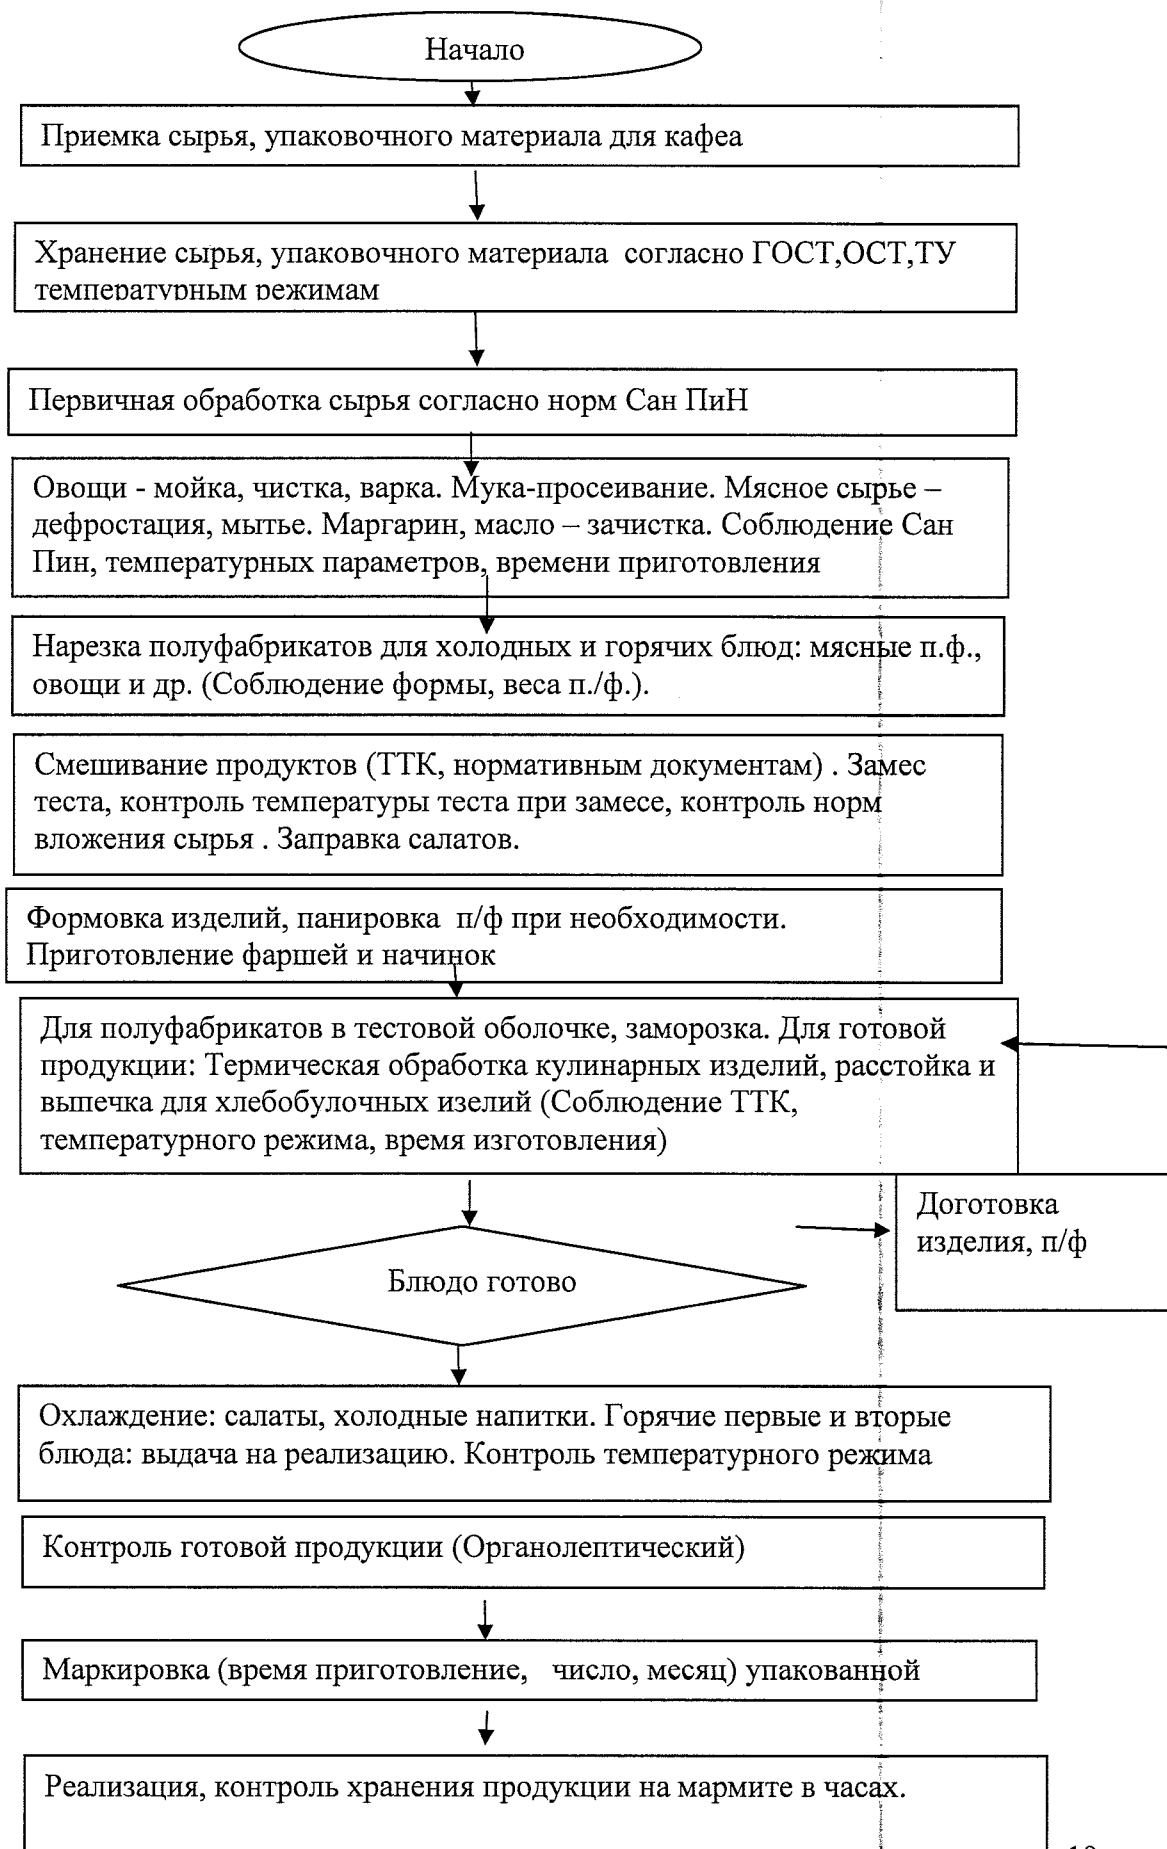 Начало
Приемка сырья, упаковочного материала для кафеа
Хранение сырья, упаковочного материала согласно ГОСТ,ОСТ,ТУ
температурным режимам
Первичная обработка сырья согласно норм Сан ПиН
Овощи - мойка, чистка, варка. Мука-просеивание. Мясное сырье –
дефростация, мытье. Маргарин, масло – зачистка. Соблюдение Сан
Пин, температурных параметров, времени приготовления
Нарезка полуфабрикатов для холодных и горячих блюд: мясные п.ф.,
овощи и др. (Соблюдение формы, веса п./ф.).
Смешивание продуктов (ТТК, нормативным документам) . Замес
теста, контроль температуры теста при замесе, контроль норм
вложения сырья . Заправка салатов.
Формовка изделий, панировка п/ф при необходимости.
Приготовление фаршей и начинок
Для полуфабрикатов в тестовой оболочке, заморозка. Для готовой
продукции: Термическая обработка кулинарных изделий, расстойка и
выпечка для хлебобулочных изелий (Соблюдение ТТК,
температурного режима, время изготовления)
Доготовка
изделия, п/ф
Блюдо готово
Охлаждение: салаты, холодные напитки. Горячие первые и вторые
блюда: выдача на реализацию. Контроль температурного режима
Контроль готовой продукции (Органолептический)
Маркировка (время приготовление, число, месяц) упакованной
Реализация, контроль хранения продукции на мармите в часах.